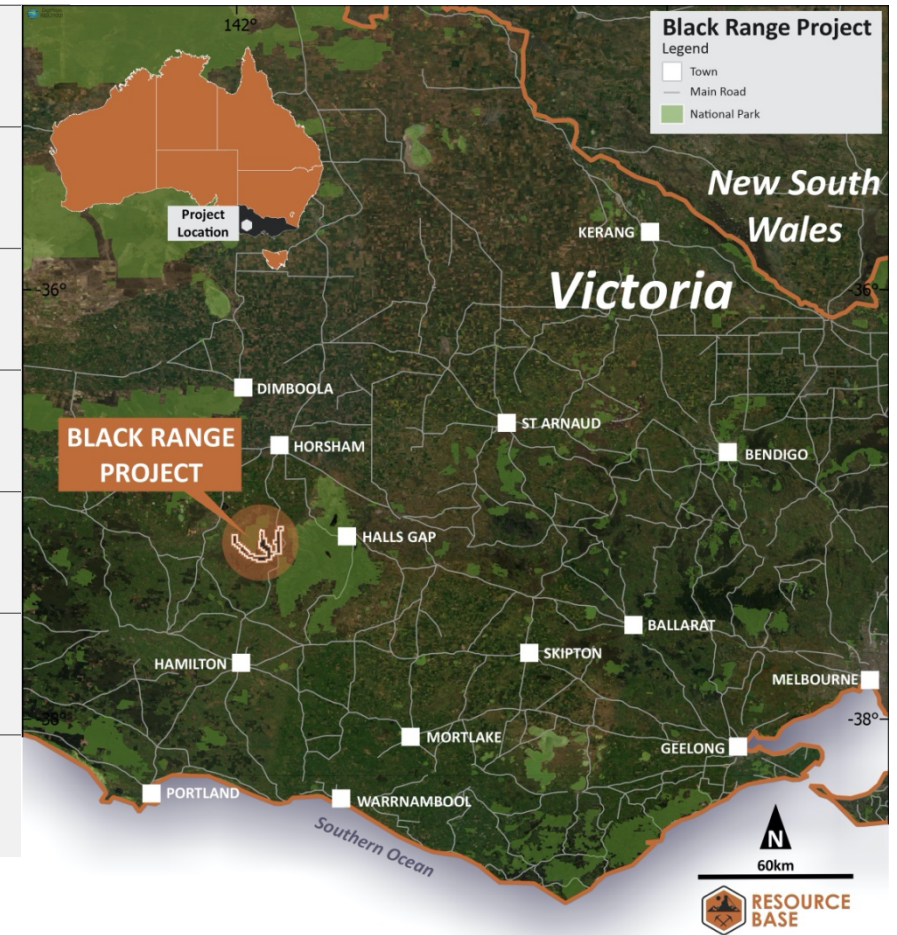 142°
Black Range Project
Legend
Town
Main Road
National Park
New South
Wales
Project
Location
KERANG
Victoria
-36°
-36°
DIMBOOLA
ST ARNAUD
BLACK RANGE
PROJECT
HORSHAM
BENDIGO
HALLS GAP
BALLARAT
SKIPTON
HAMILTON
MELBOURNE
-38°
-38°
MORTLAKE
GEELONG
PORTLAND
WARRNAMBOOL
Southern Ocean
N
60km
RESOURCE
BASE